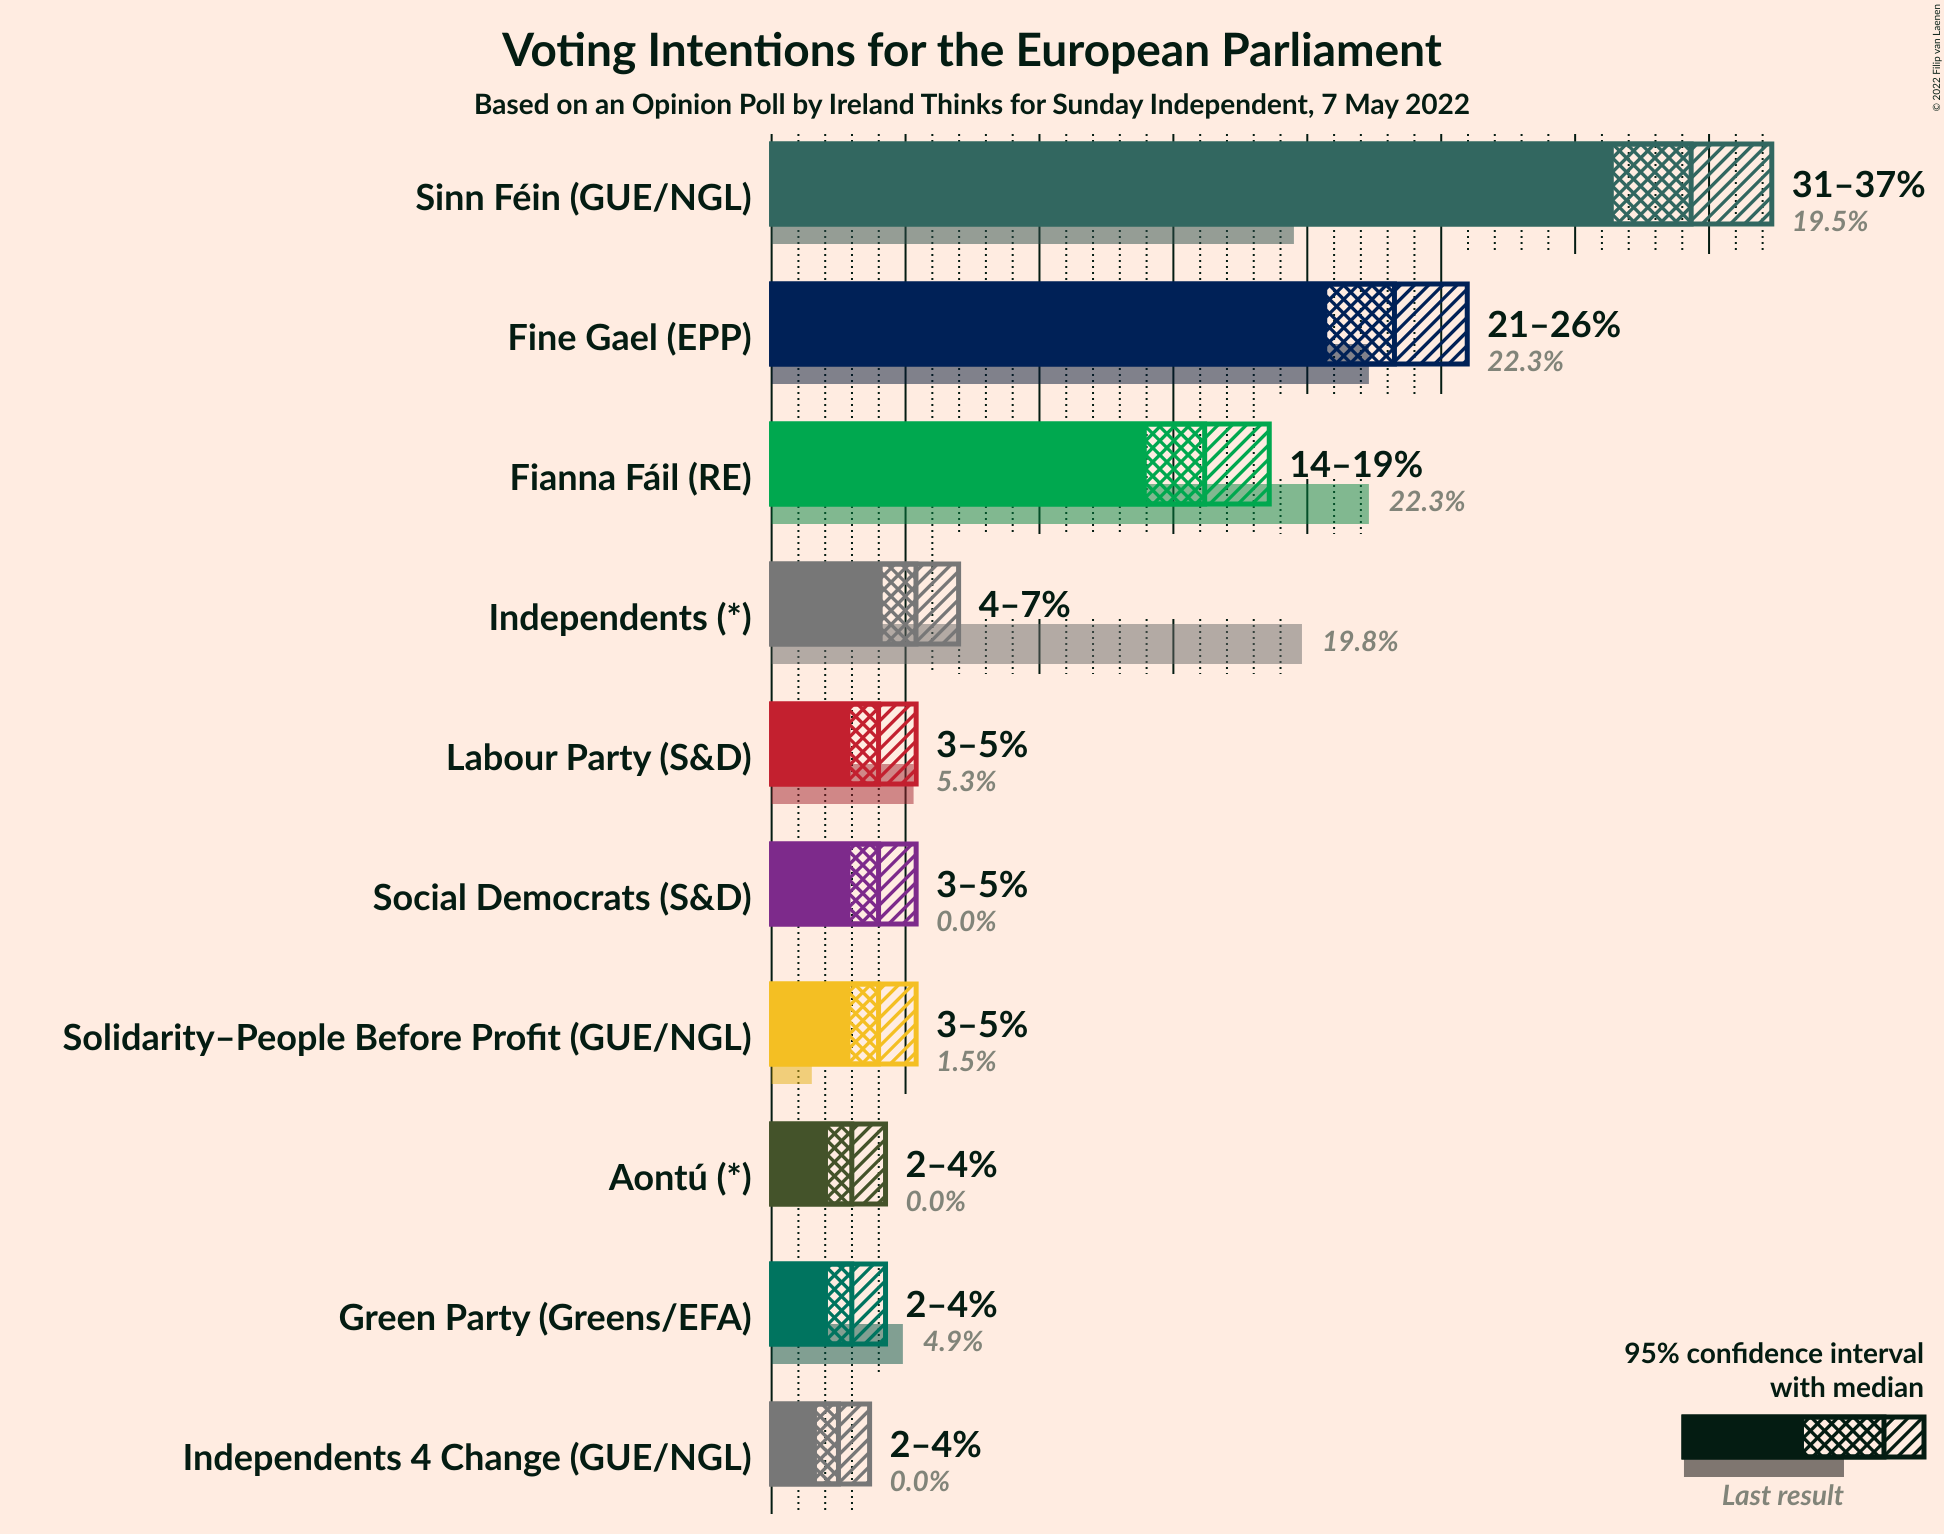 Voting Intentions for the European Parliament
Based on an Opinion Poll by Ireland Thinks for Sunday Independent, 7 May 2022
© 2022 Filip van Laenen
Sinn Féin (GUE/NGL)
31–37%
19.5%
Fine Gael (EPP)
21–26%
22.3%
Fianna Fáil (RE)
14–19%
22.3%
Independents (*)
4–7%
19.8%
Labour Party (S&D)
3–5%
5.3%
Social Democrats (S&D)
3–5%
0.0%
Solidarity–People Before Profit (GUE/NGL)
3–5%
1.5%
Aontú (*)
2–4%
0.0%
Green Party (Greens/EFA)
2–4%
4.9%
Independents 4 Change (GUE/NGL)
2–4%
0.0%
95% confidence interval
with median
Last result